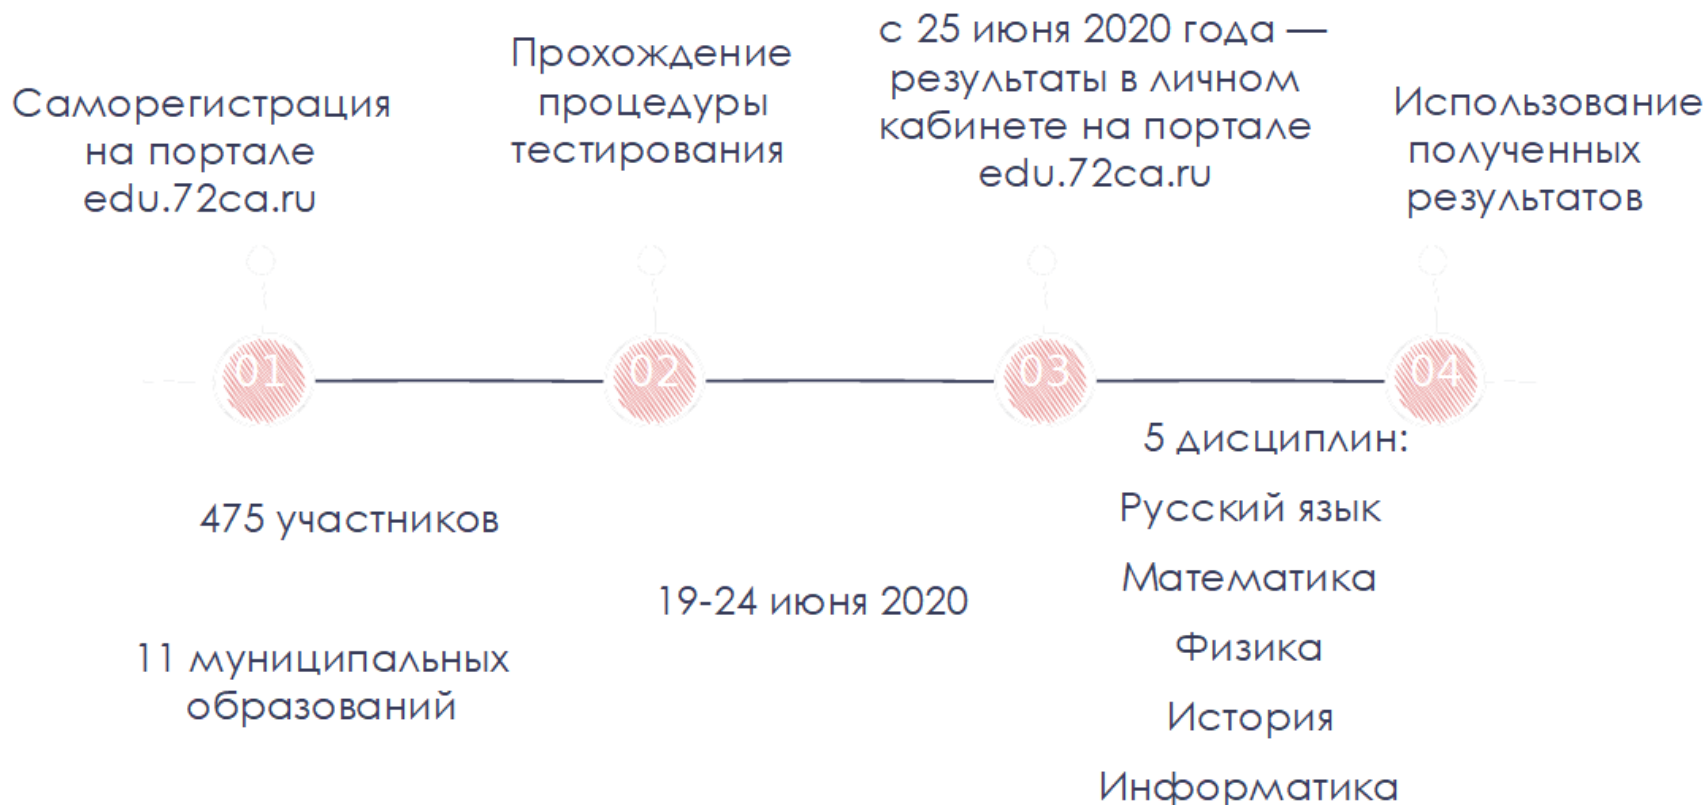 Саморегистрация
на портале
edu.72ca.ru
Прохождение
процедуры
тестирования
с 25 июня 2020 года —
результаты в личном
кабинете на портале
edu.72ca.ru
Использование
полученных
результатов
01
02
03
04
475 участников
11 муниципальных
образований
19-24 июня 2020
5 дисциплин:
Русский язык
Математика
Физика
История
Информатика